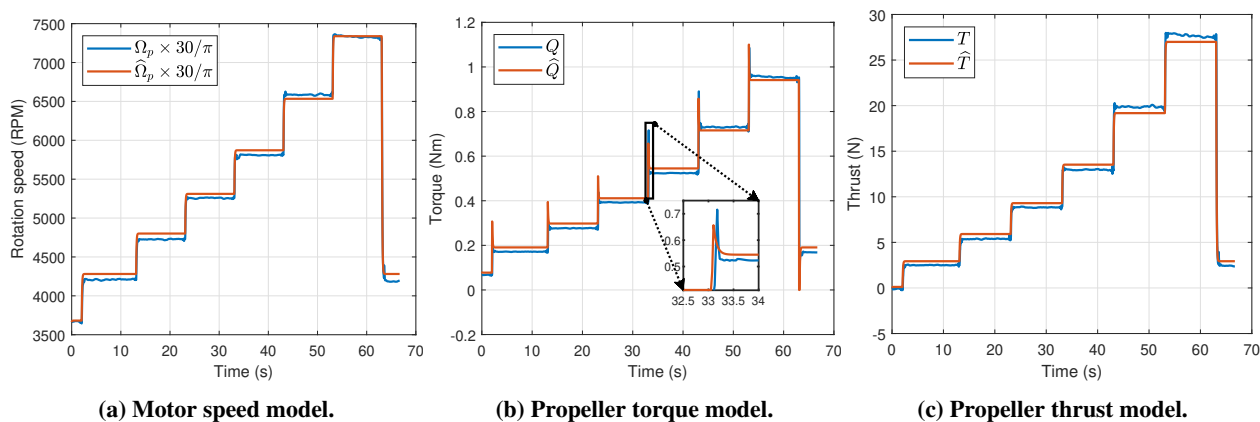 7500
7000
6500
6000
5500
5000
4500
4000
3500
0 10 20 30 40 50 60 70
Rotation speed (RPM)
Time (s)
Ωₚ × 30/π
Ω̂ₚ × 30/π
(a) Motor speed model.
1.2
1
0.8
0.6
0.4
0.2
0
-0.2
0 10 20 30 40 50 60 70
Torque (Nm)
Time (s)
Q
Q̂
0.7
0.6
0.5
32.5 33 33.5 34
(b) Propeller torque model.
30
25
20
15
10
5
0
-5
0 10 20 30 40 50 60 70
Thrust (N)
Time (s)
T
T̂
(c) Propeller thrust model.